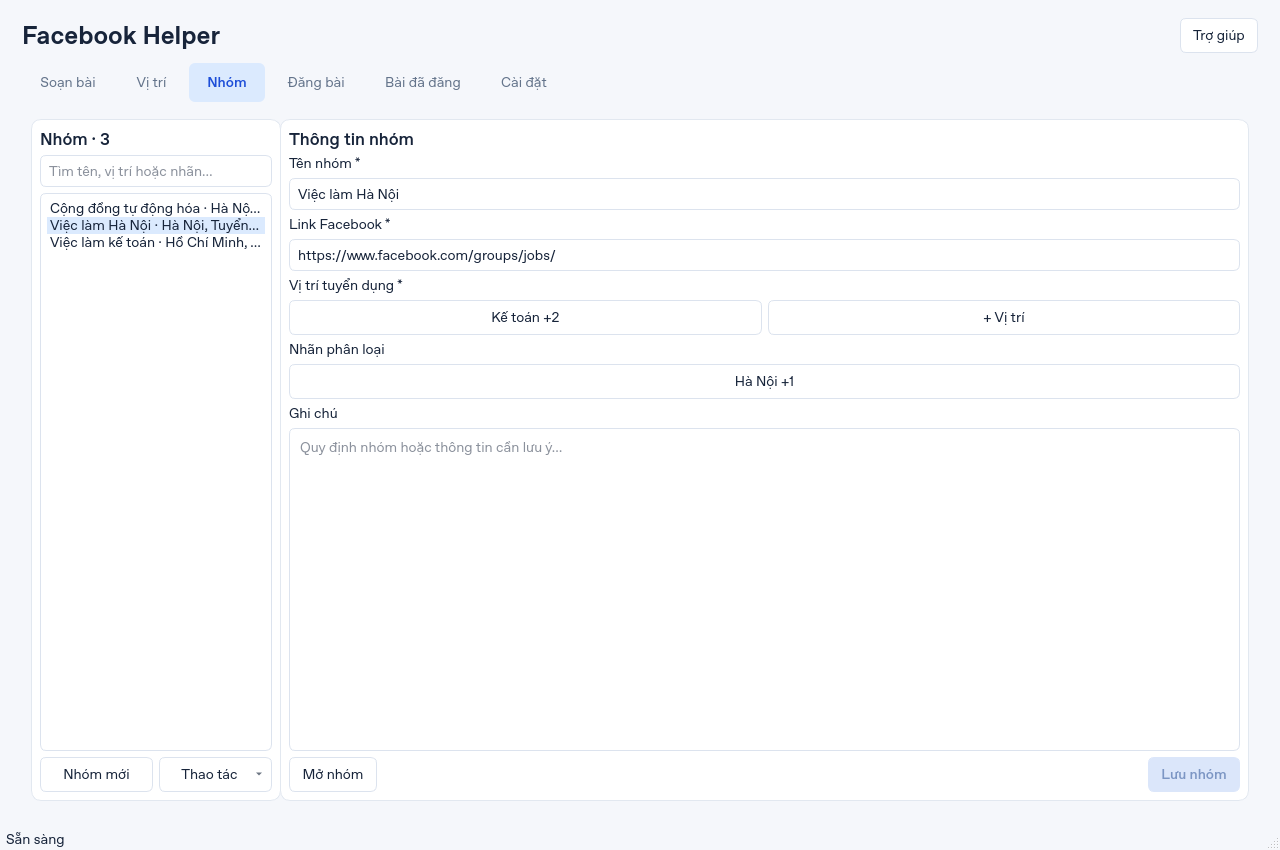 Facebook Helper
Trợ giúp
Soạn bài
Vị trí
Nhóm
Đăng bài
Bài đã đăng
Cài đặt
Nhóm · 3
Tìm tên, vị trí hoặc nhãn...
Cộng đồng tự động hóa · Hà Nộ...
Việc làm Hà Nội · Hà Nội, Tuyển...
Việc làm kế toán · Hồ Chí Minh, ...
Nhóm mới
Thao tác
Thông tin nhóm
Tên nhóm *
Việc làm Hà Nội
Link Facebook *
https://www.facebook.com/groups/jobs/
Vị trí tuyển dụng *
Kế toán +2
+ Vị trí
Nhãn phân loại
Hà Nội +1
Ghi chú
Quy định nhóm hoặc thông tin cần lưu ý...
Mở nhóm
Lưu nhóm
Sẵn sàng